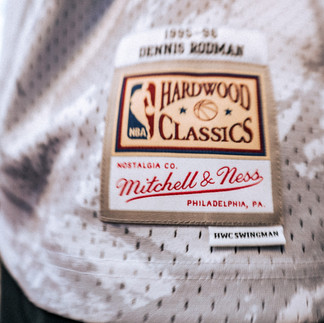 1995-96
DENNIS RODMAN
NBA
HARDWOOD
CLASSICS
NOSTALGIA CO.
Mitchell & Ness
PHILADELPHIA, PA.
HWC SWINGMAN